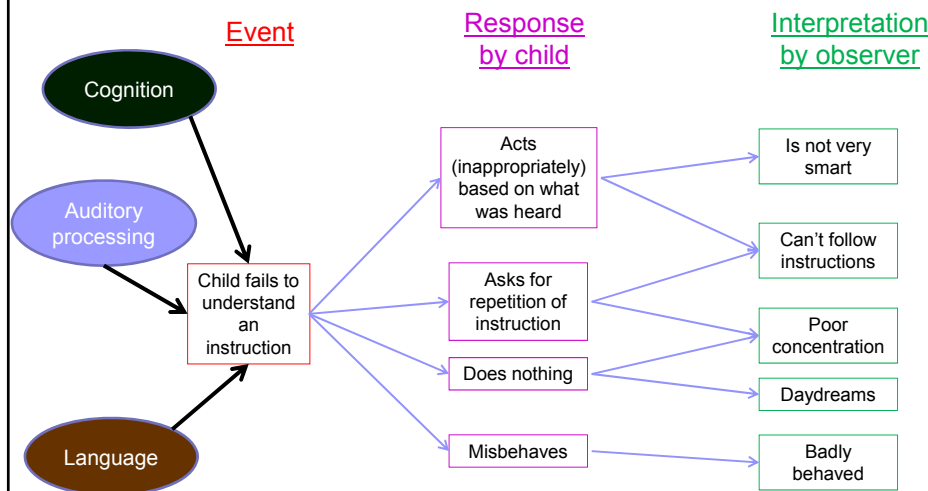 Event
Response
by child
Interpretation
by observer
Cognition
Auditory
processing
Language
Child fails to
understand
an
instruction
Acts
(inappropriately)
based on what
was heard
Asks for
repetition of
instruction
Does nothing
Misbehaves
Is not very
smart
Can’t follow
instructions
Poor
concentration
Daydreams
Badly
behaved